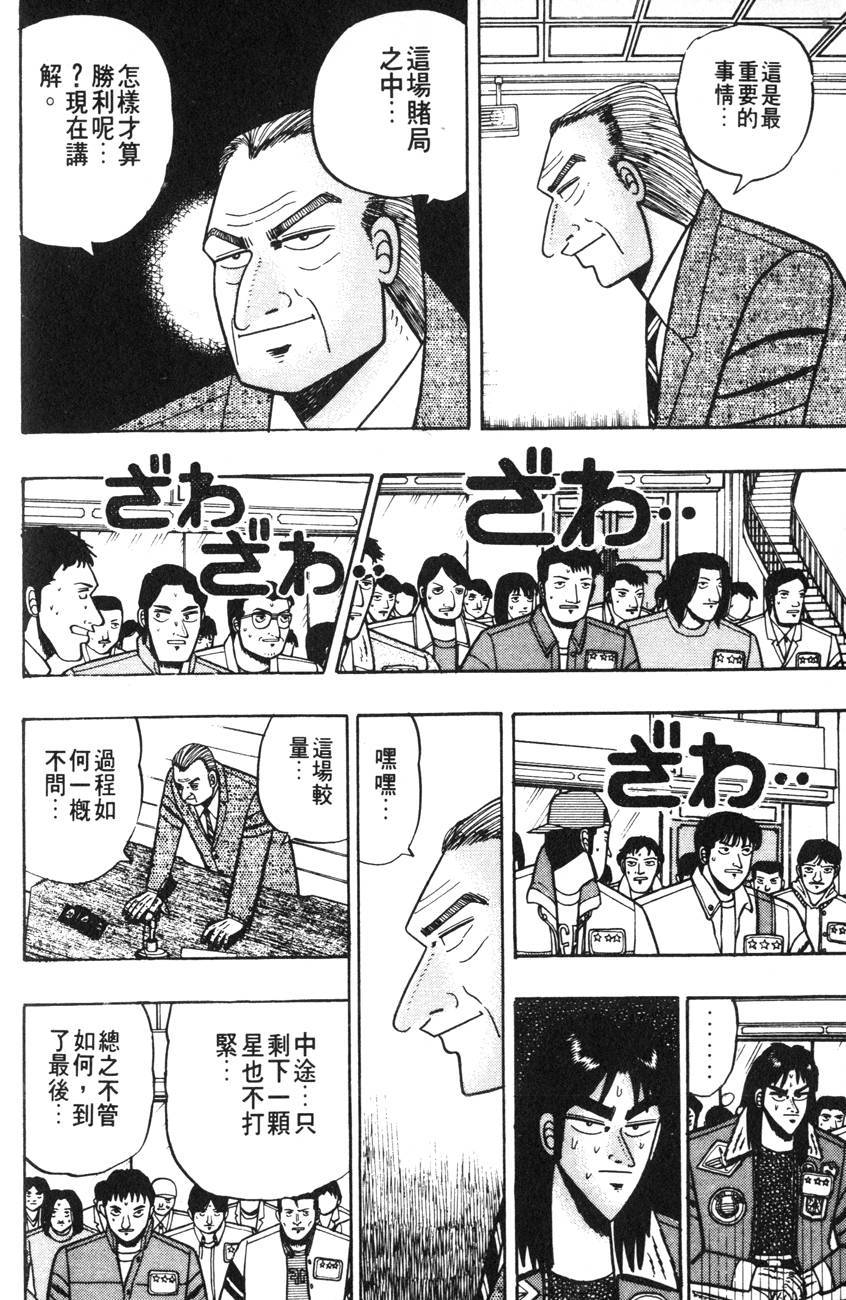 這是最
重要的
事情…
這場賭局
之中…
怎樣才算
勝利呢…
？現在講
解。
ざわ‥
ざわ
ざわ‥
ざわ‥
嘿嘿…
這場較
量…
過程如
何一概
不問…
……
中途…只
剩下一顆
星也不打
緊…
總之不管
如何，到
了最後…